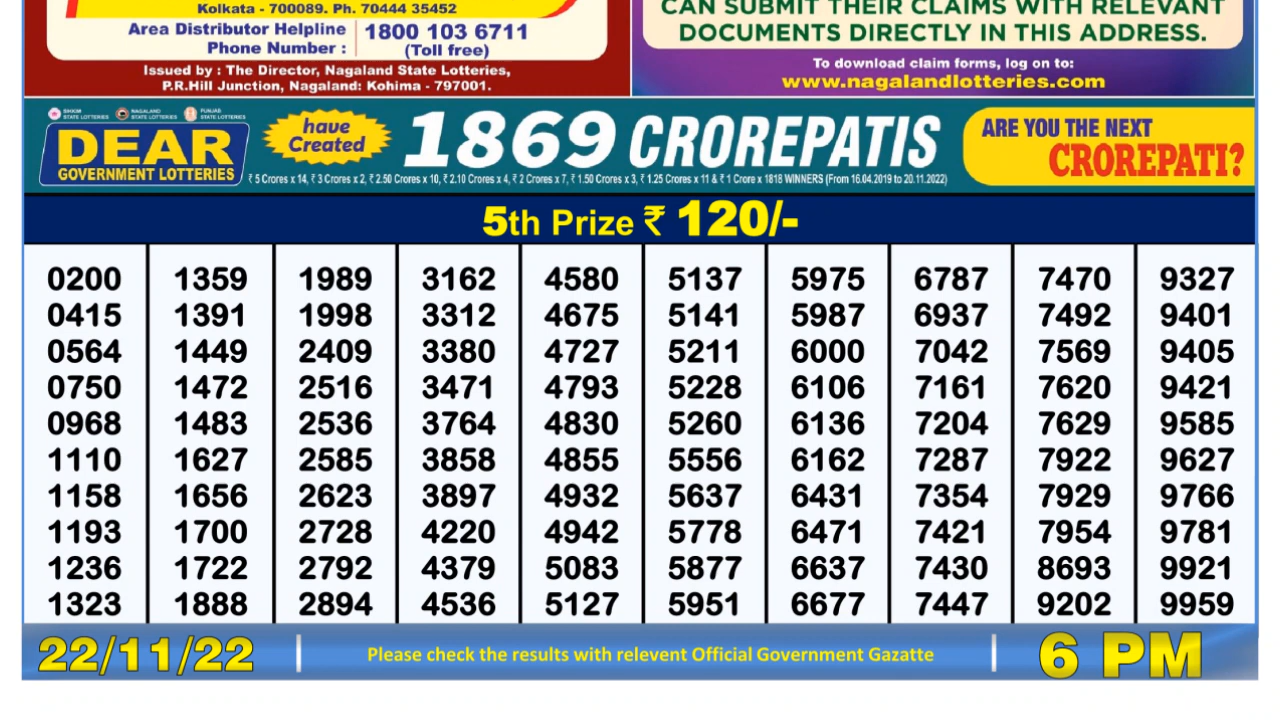 Kolkata - 700089. Ph. 70444 35452
Area Distributor Helpline
Phone Number :
1800 103 6711
(Toll free)
Issued by : The Director, Nagaland State Lotteries,
P.R.Hill Junction, Nagaland: Kohima - 797001.
CAN SUBMIT THEIR CLAIMS WITH RELEVANT
DOCUMENTS DIRECTLY IN THIS ADDRESS.
To download claim forms, log on to:
www.nagalandlotteries.com
SIKKIM
STATE LOTTERIES
NAGALAND
STATE LOTTERIES
PUNJAB
STATE LOTTERIES
DEAR
GOVERNMENT LOTTERIES
have
Created
1869 CROREPATIS
₹ 5 Crores x 14, ₹ 3 Crores x 2, ₹ 2.50 Crores x 10, ₹ 2.10 Crores x 4, ₹ 2 Crores x 7, ₹ 1.50 Crores x 3, ₹ 1.25 Crores x 11 & ₹ 1 Crore x 1818 WINNERS (From 16.04.2019 to 20.11.2022)
ARE YOU THE NEXT
CROREPATI?
5th Prize ₹ 120/-
0200 1359 1989 3162 4580 5137 5975 6787 7470 9327
0415 1391 1998 3312 4675 5141 5987 6937 7492 9401
0564 1449 2409 3380 4727 5211 6000 7042 7569 9405
0750 1472 2516 3471 4793 5228 6106 7161 7620 9421
0968 1483 2536 3764 4830 5260 6136 7204 7629 9585
1110 1627 2585 3858 4855 5556 6162 7287 7922 9627
1158 1656 2623 3897 4932 5637 6431 7354 7929 9766
1193 1700 2728 4220 4942 5778 6471 7421 7954 9781
1236 1722 2792 4379 5083 5877 6637 7430 8693 9921
1323 1888 2894 4536 5127 5951 6677 7447 9202 9959
22/11/22
Please check the results with relevent Official Government Gazatte
6 PM